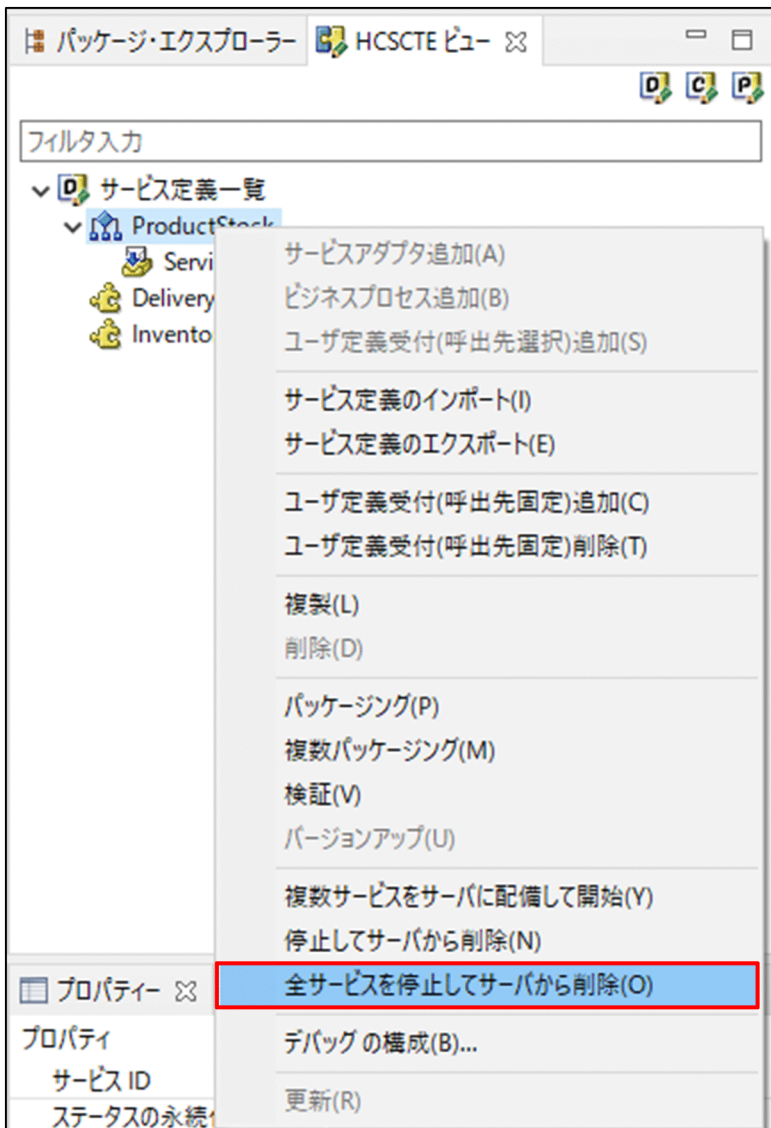 パッケージ・エクスプローラー HCSCTE ビュー
フィルタ入力
サービス定義一覧
ProductStock
Servi
Delivery
Invento
サービスアダプタ追加(A)
ビジネスプロセス追加(B)
ユーザ定義受付(呼出先選択)追加(S)
サービス定義のインポート(I)
サービス定義のエクスポート(E)
ユーザ定義受付(呼出先固定)追加(C)
ユーザ定義受付(呼出先固定)削除(T)
複製(L)
削除(D)
パッケージング(P)
複数パッケージング(M)
検証(V)
バージョンアップ(U)
複数サービスをサーバに配備して開始(Y)
停止してサーバから削除(N)
全サービスを停止してサーバから削除(O)
デバッグ の構成(B)...
更新(R)
プロパティー
プロパティ
サービス ID
ステータスの永続